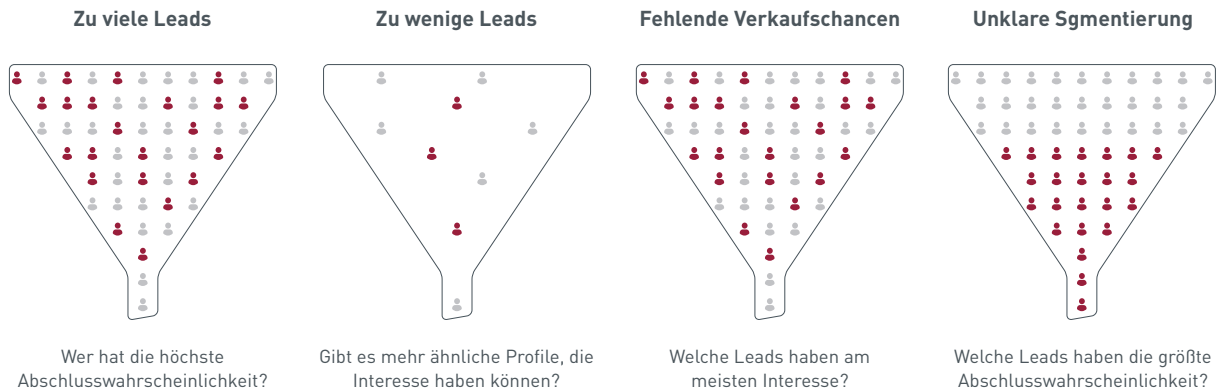 Zu viele Leads
Zu wenige Leads
Fehlende Verkaufschancen
Unklare Sgmentierung
Wer hat die höchste
Abschlusswahrscheinlichkeit?
Gibt es mehr ähnliche Profile, die
Interesse haben können?
Welche Leads haben am
meisten Interesse?
Welche Leads haben die größte
Abschlusswahrscheinlichkeit?